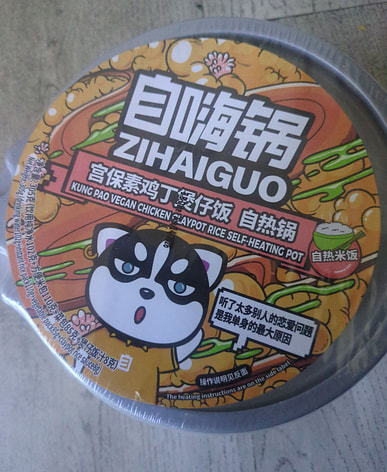 自嗨锅
ZIHAIGUO
宫保素鸡丁煲仔饭 自热锅
KUNG PAO VEGAN CHICKEN CLAYPOT RICE SELF-HEATING POT
自热米饭
听了太多别人的恋爱问题
是我单身的最大原因
自
操作说明见反面
The heating instructions are on the side label.